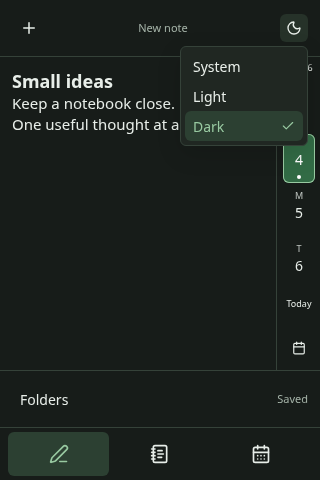 New note
System
Light
Dark
Small ideas
Keep a notebook close.
One useful thought at a
4
M
5
T
6
Today
Folders
Saved